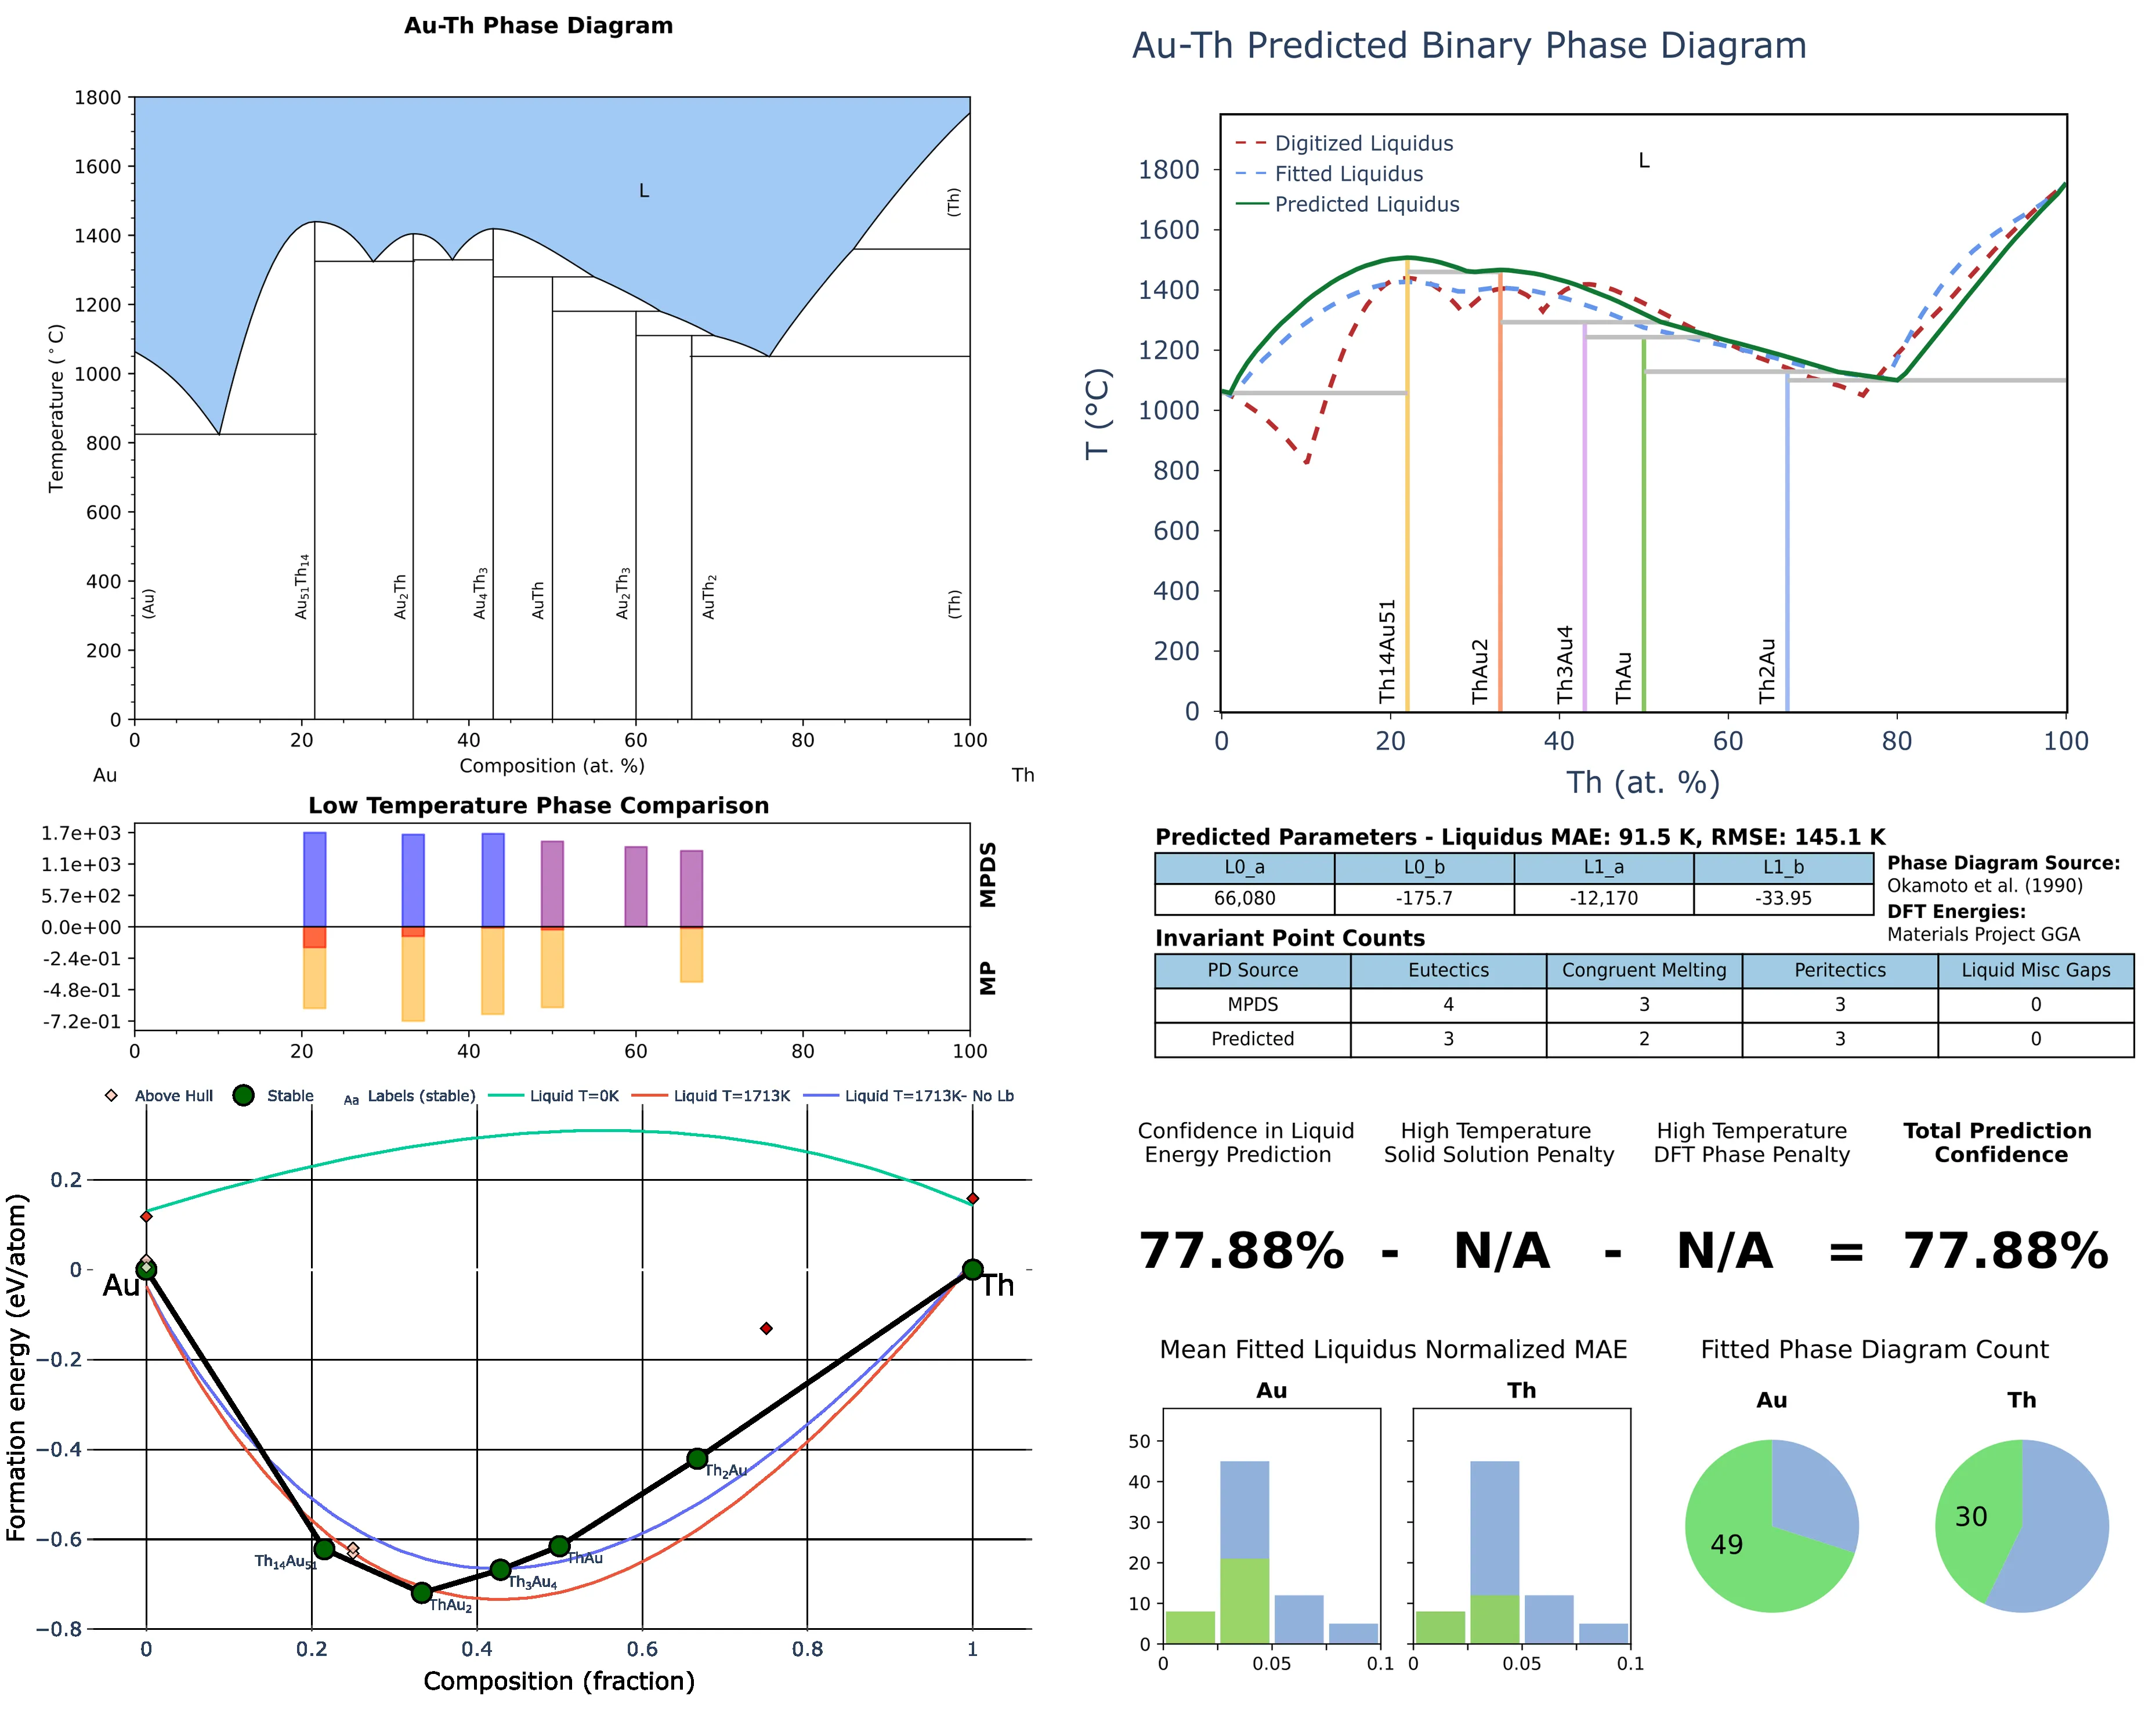 Au-Th Phase Diagram
1800
1600
1400
1200
1000
800
600
400
200
0
Temperature (°C)
L
(Th)
(Au)
Au51Th14
Au2Th
Au4Th3
AuTh
Au2Th3
AuTh2
(Th)
0 20 40 60 80 100
Composition (at. %)
Au Th
Low Temperature Phase Comparison
1.7e+03
1.1e+03
5.7e+02
0.0e+00
-2.4e-01
-4.8e-01
-7.2e-01
MPDS
MP
0 20 40 60 80 100
Above Hull Stable Aa Labels (stable) Liquid T=0K Liquid T=1713K Liquid T=1713K- No Lb
0.2
0
−0.2
−0.4
−0.6
−0.8
Formation energy (eV/atom)
Au Th
Th2Au
Th14Au51
ThAu
Th3Au4
ThAu2
0 0.2 0.4 0.6 0.8 1
Composition (fraction)
Au-Th Predicted Binary Phase Diagram
Digitized Liquidus
Fitted Liquidus
Predicted Liquidus
L
1800
1600
1400
1200
1000
800
600
400
200
0
T (°C)
Th14Au51
ThAu2
Th3Au4
ThAu
Th2Au
0 20 40 60 80 100
Th (at. %)
Predicted Parameters - Liquidus MAE: 91.5 K, RMSE: 145.1 K
L0_a L0_b L1_a L1_b
66,080 -175.7 -12,170 -33.95
Phase Diagram Source:
Okamoto et al. (1990)
DFT Energies:
Materials Project GGA
Invariant Point Counts
PD Source Eutectics Congruent Melting Peritectics Liquid Misc Gaps
MPDS 4 3 3 0
Predicted 3 2 3 0
Confidence in Liquid
Energy Prediction
High Temperature
Solid Solution Penalty
High Temperature
DFT Phase Penalty
Total Prediction
Confidence
77.88% - N/A - N/A = 77.88%
Mean Fitted Liquidus Normalized MAE
Au Th
50
40
30
20
10
0
0 0.05 0.1 0 0.05 0.1
Fitted Phase Diagram Count
Au Th
49 30